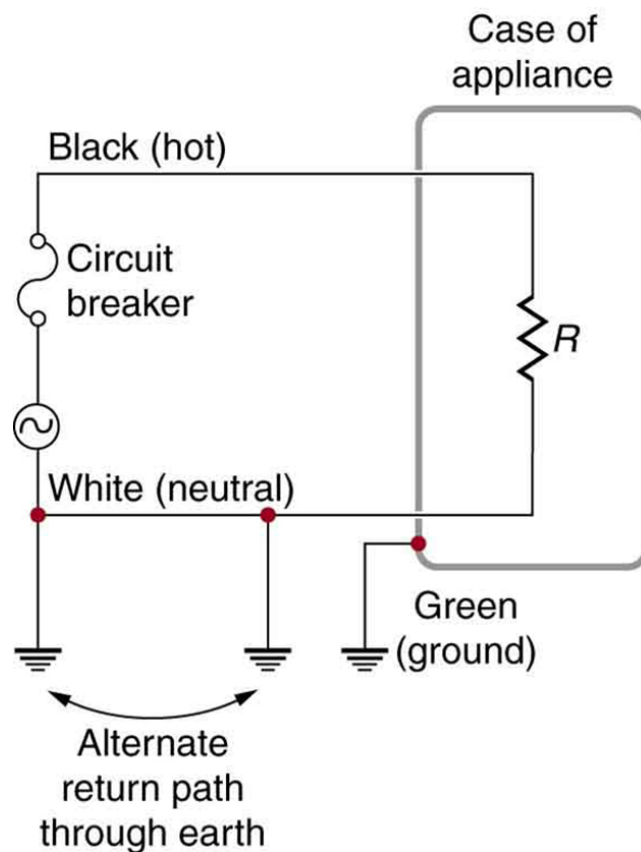 Case of
appliance
Black (hot)
Circuit
breaker
R
White (neutral)
Green
(ground)
Alternate
return path
through earth